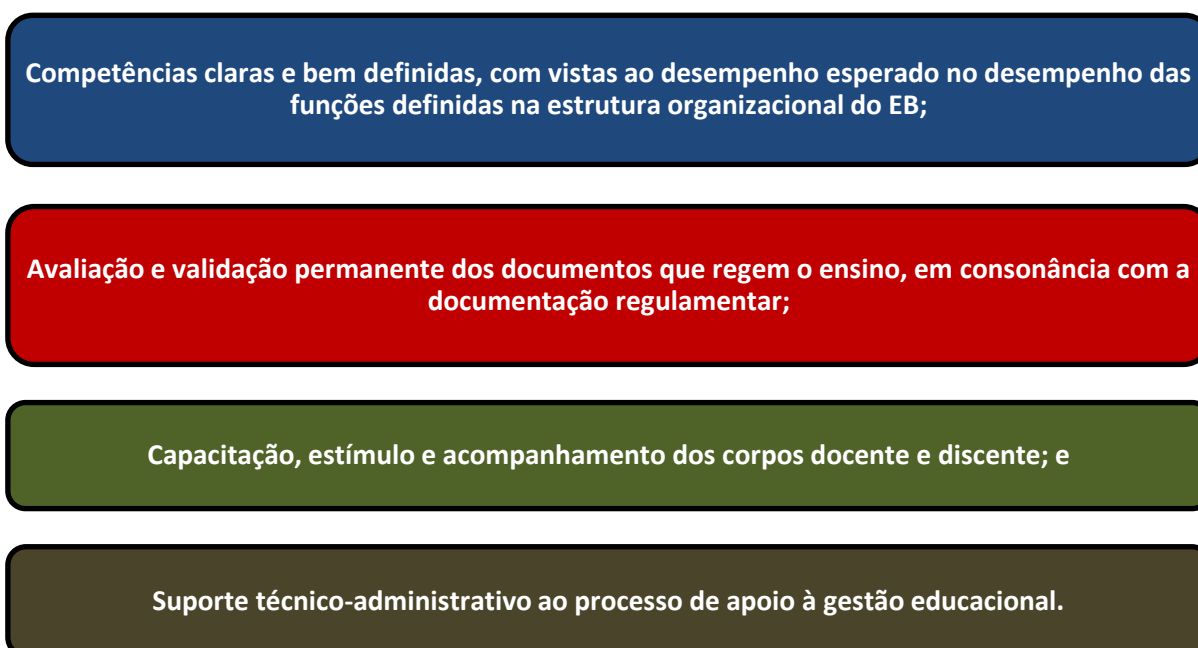 Competências claras e bem definidas, com vistas ao desempenho esperado no desempenho das
funções definidas na estrutura organizacional do EB;
Avaliação e validação permanente dos documentos que regem o ensino, em consonância com a
documentação regulamentar;
Capacitação, estímulo e acompanhamento dos corpos docente e discente; e
Suporte técnico-administrativo ao processo de apoio à gestão educacional.